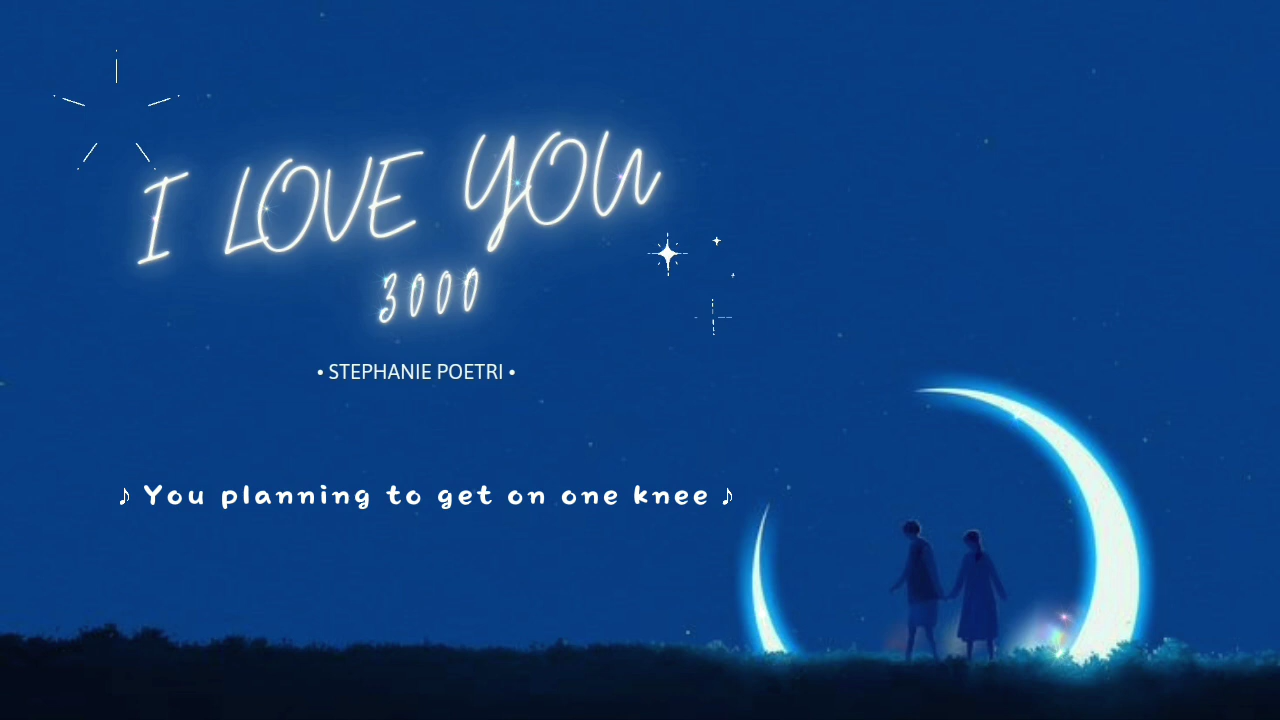 I LOVE YOU
3000
• STEPHANIE POETRI •
♪ You planning to get on one knee ♪